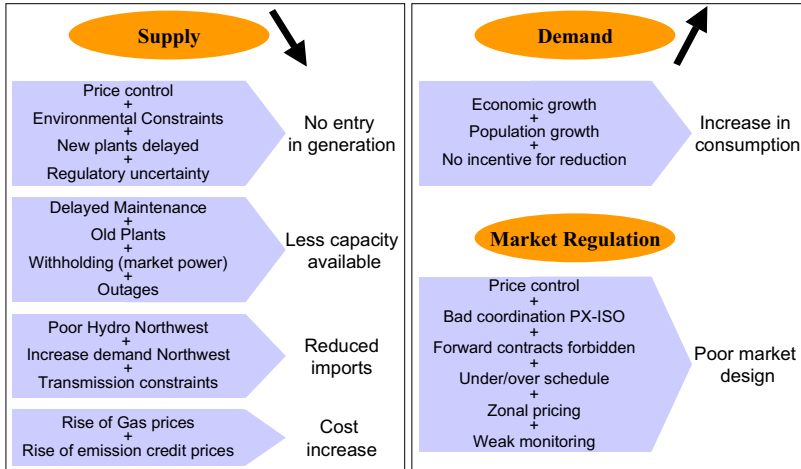 Supply
Price control
+
Environmental Constraints
+
New plants delayed
+
Regulatory uncertainty
No entry
in generation
Delayed Maintenance
+
Old Plants
+
Withholding (market power)
+
Outages
Less capacity
available
Poor Hydro Northwest
+
Increase demand Northwest
+
Transmission constraints
Reduced
imports
Rise of Gas prices
+
Rise of emission credit prices
Cost
increase
Demand
Economic growth
+
Population growth
+
No incentive for reduction
Increase in
consumption
Market Regulation
Price control
+
Bad coordination PX-ISO
+
Forward contracts forbidden
+
Under/over schedule
+
Zonal pricing
+
Weak monitoring
Poor market
design